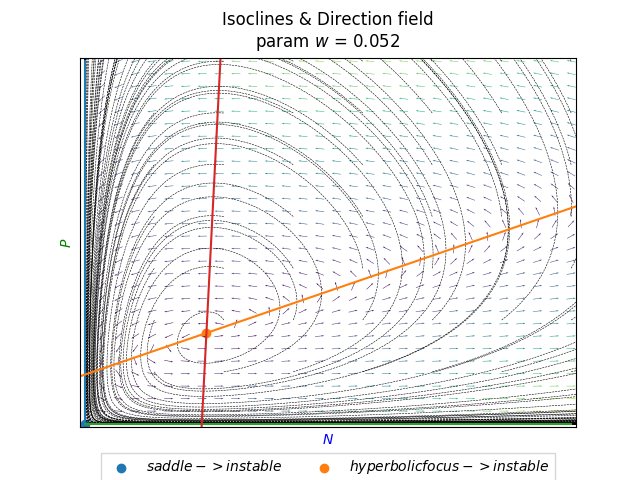 Isoclines & Direction field
param w = 0.052
P
N
saddle − > instable
hyperbolicfocus − > instable